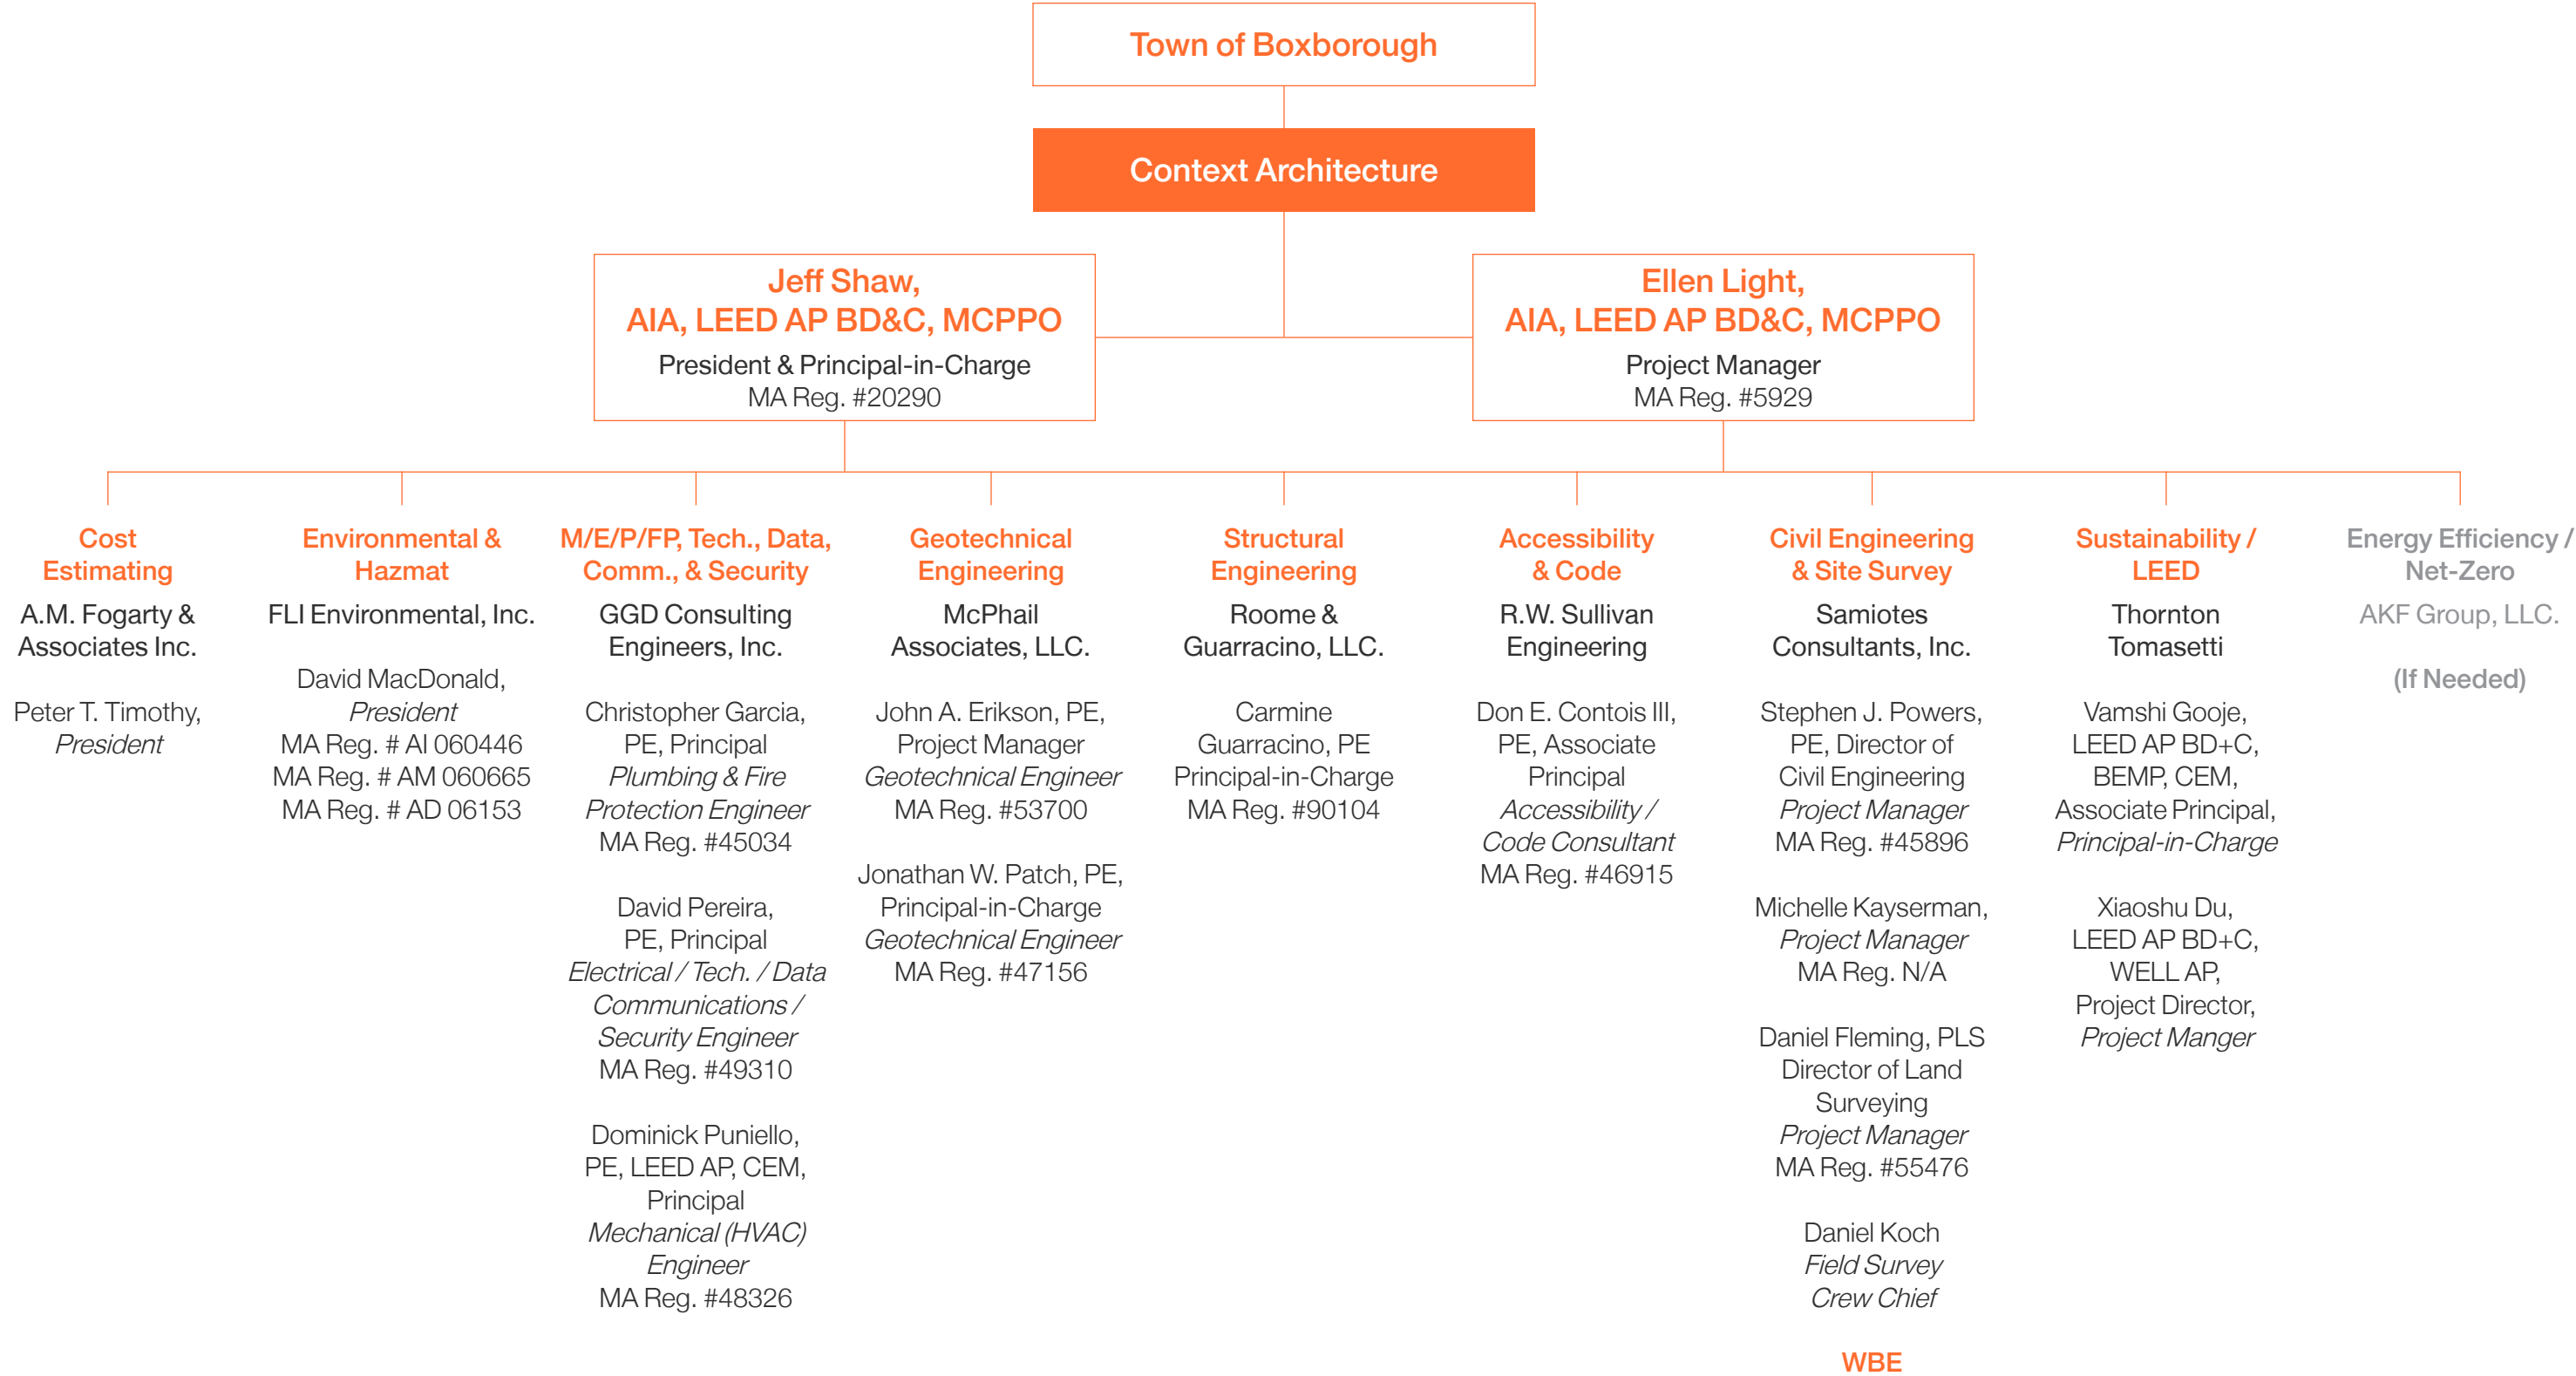 Town of Boxborough
Context Architecture
Jeff Shaw,
AIA, LEED AP BD&C, MCPPO
President & Principal-in-Charge
MA Reg. #20290
Ellen Light,
AIA, LEED AP BD&C, MCPPO
Project Manager
MA Reg. #5929
Cost
Estimating
A.M. Fogarty &
Associates Inc.
Peter T. Timothy,
President
Environmental &
Hazmat
FLI Environmental, Inc.
David MacDonald,
President
MA Reg. # AI 060446
MA Reg. # AM 060665
MA Reg. # AD 06153
M/E/P/FP, Tech., Data,
Comm., & Security
GGD Consulting
Engineers, Inc.
Christopher Garcia,
PE, Principal
Plumbing & Fire
Protection Engineer
MA Reg. #45034
David Pereira,
PE, Principal
Electrical / Tech. / Data
Communications /
Security Engineer
MA Reg. #49310
Dominick Puniello,
PE, LEED AP, CEM,
Principal
Mechanical (HVAC)
Engineer
MA Reg. #48326
Geotechnical
Engineering
McPhail
Associates, LLC.
John A. Erikson, PE,
Project Manager
Geotechnical Engineer
MA Reg. #53700
Jonathan W. Patch, PE,
Principal-in-Charge
Geotechnical Engineer
MA Reg. #47156
Structural
Engineering
Roome &
Guarracino, LLC.
Carmine
Guarracino, PE
Principal-in-Charge
MA Reg. #90104
Accessibility
& Code
R.W. Sullivan
Engineering
Don E. Contois III,
PE, Associate
Principal
Accessibility /
Code Consultant
MA Reg. #46915
Civil Engineering
& Site Survey
Samiotes
Consultants, Inc.
Stephen J. Powers,
PE, Director of
Civil Engineering
Project Manager
MA Reg. #45896
Michelle Kayserman,
Project Manager
MA Reg. N/A
Daniel Fleming, PLS
Director of Land
Surveying
Project Manager
MA Reg. #55476
Daniel Koch
Field Survey
Crew Chief
WBE
Sustainability /
LEED
Thornton
Tomasetti
Vamshi Gooje,
LEED AP BD+C,
BEMP, CEM,
Associate Principal,
Principal-in-Charge
Xiaoshu Du,
LEED AP BD+C,
WELL AP,
Project Director,
Project Manger
Energy Efficiency /
Net-Zero
AKF Group, LLC.
(If Needed)